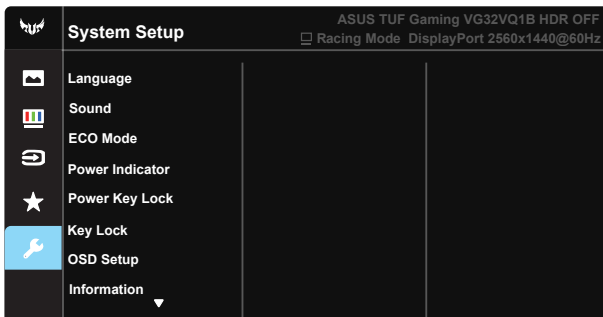 ASUS TUF Gaming VG32VQ1B HDR OFF
System Setup
Racing Mode DisplayPort 2560x1440@60Hz
Language
Sound
ECO Mode
Power Indicator
Power Key Lock
Key Lock
OSD Setup
Information